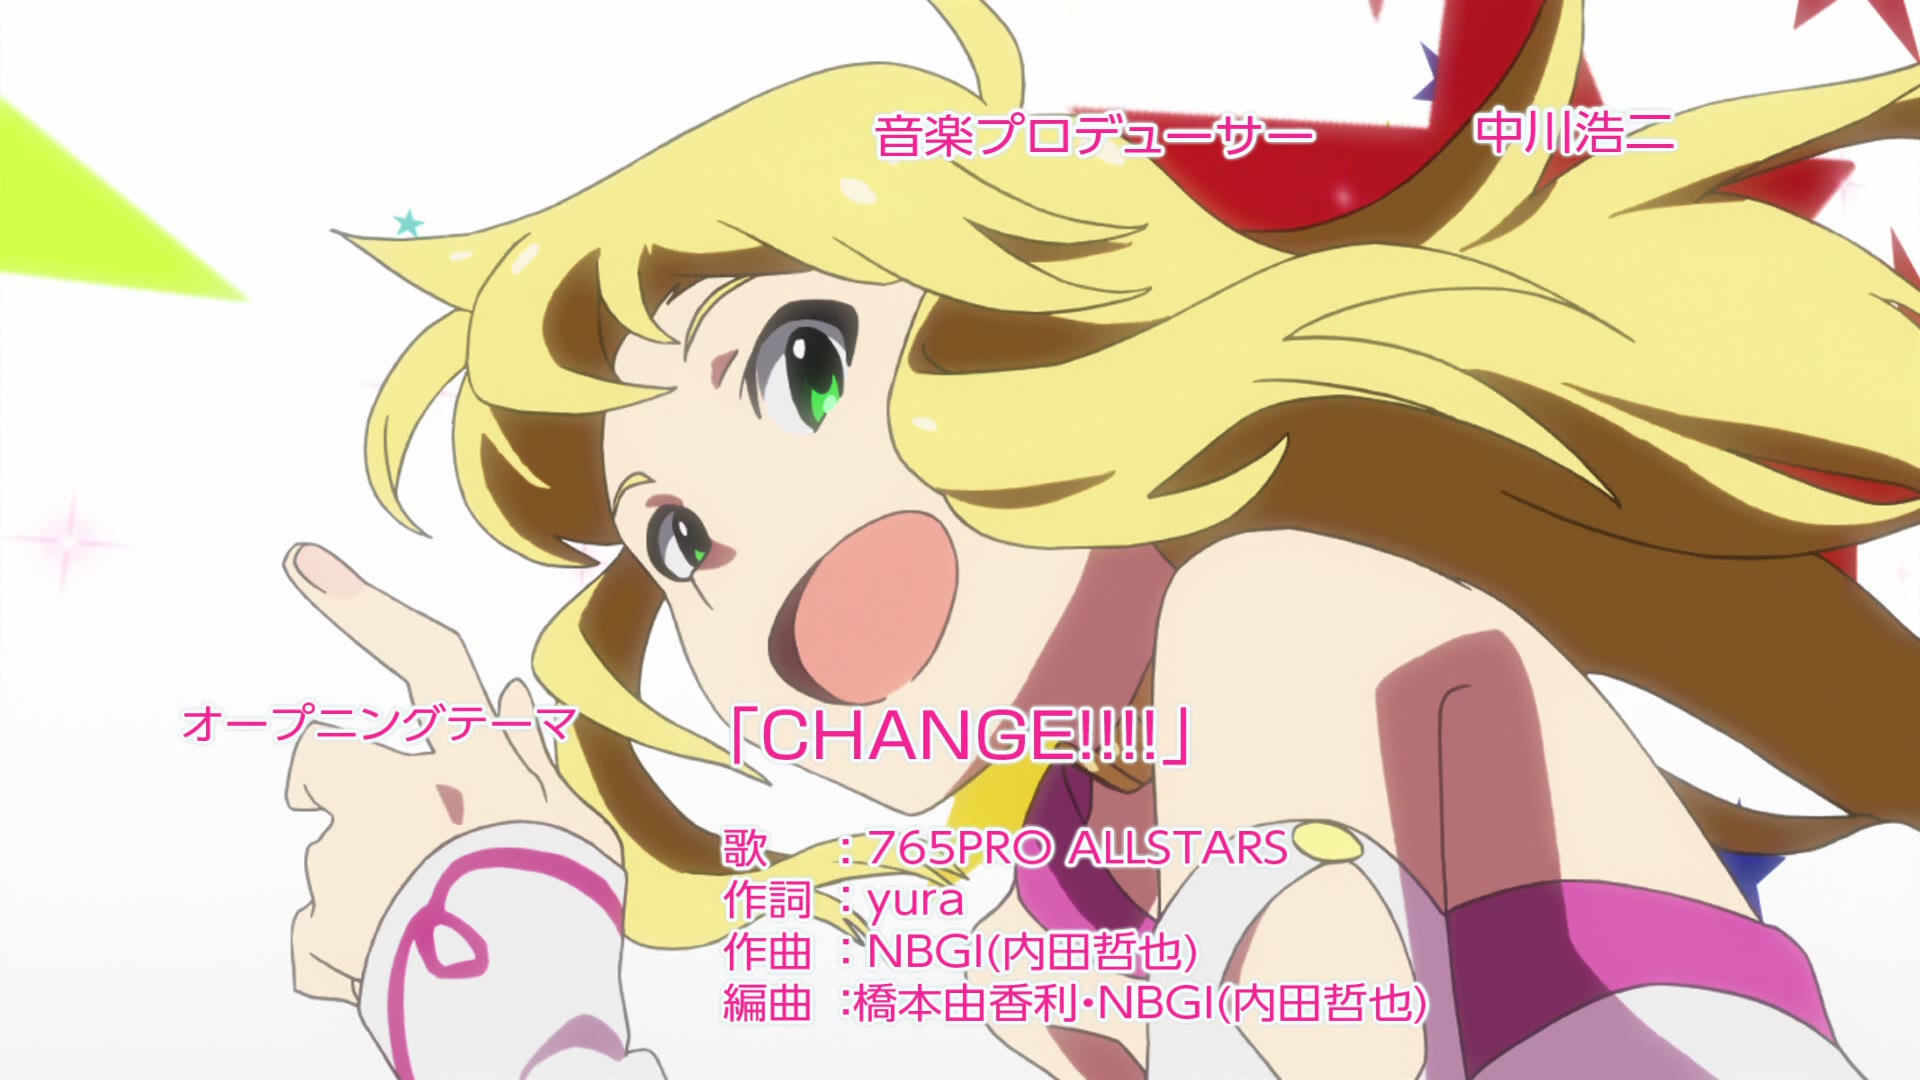 音楽プロデューサー 中川浩二
オープニングテーマ 「CHANGE!!!!」
歌 : 765PRO ALLSTARS
作詞 : yura
作曲 : NBGI(内田哲也)
編曲 :橋本由香利・NBGI(内田哲也)